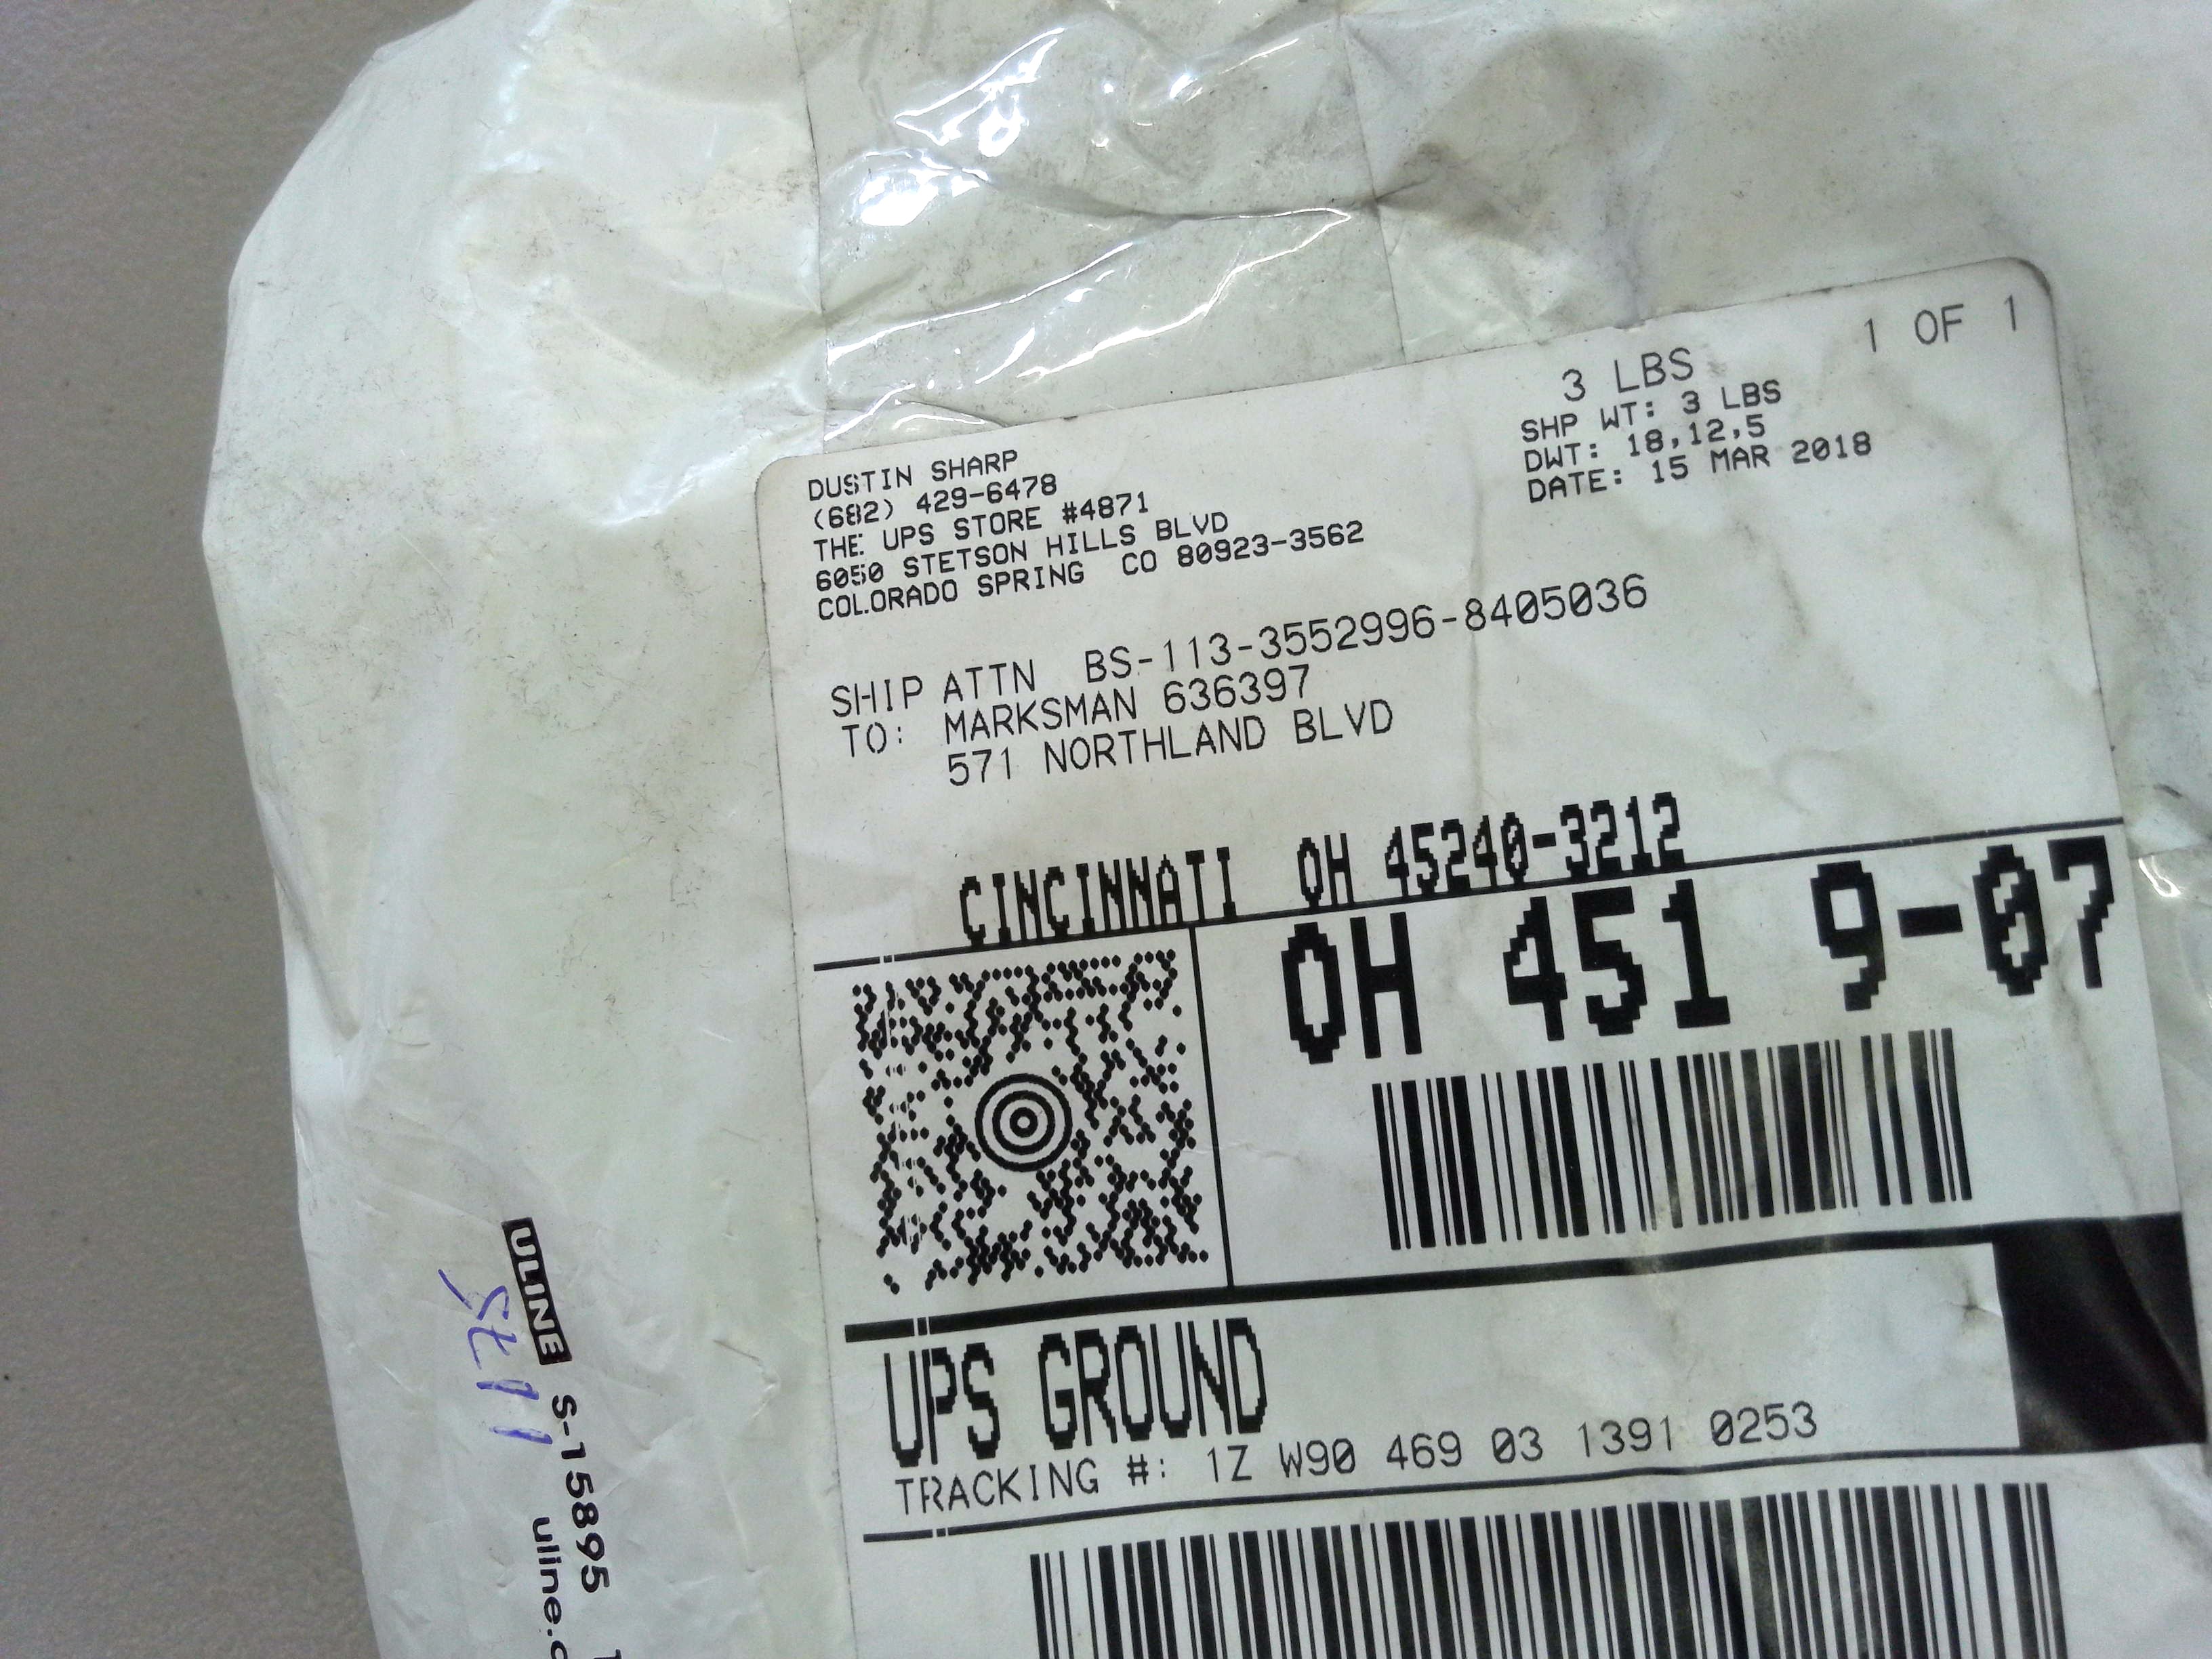 1 OF 1
3 LBS
SHP WT: 3 LBS
DWT: 18,12,5
DATE: 15 MAR 2018
DUSTIN SHARP
(682) 429-6478
THE UPS STORE #4871
6050 STETSON HILLS BLVD
COLORADO SPRING CO 80923-3562
SHIP ATTN BS-113-3552996-8405036
TO: MARKSMAN 636397
571 NORTHLAND BLVD
CINCINNATI OH 45240-3212
OH 451 9-07
UPS GROUND
TRACKING #: 1Z W90 469 03 1391 0253
ULINE S-15895
uline.c